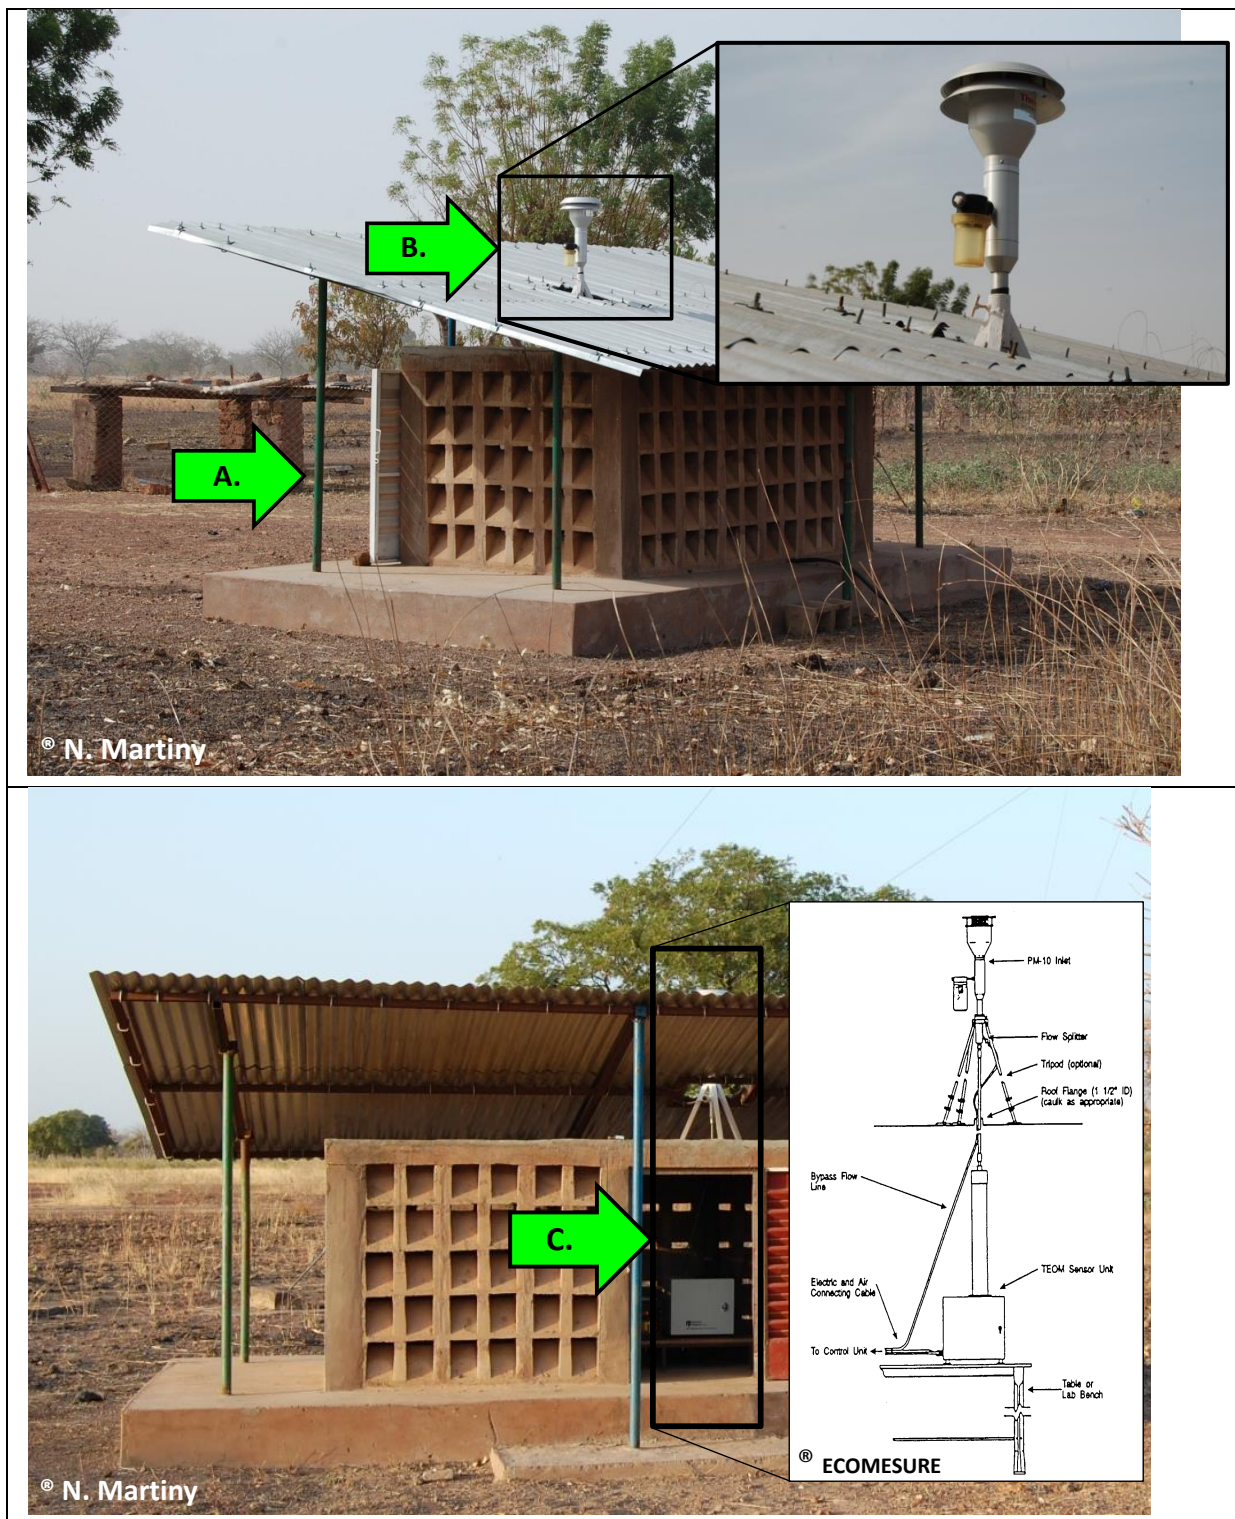 B.
A.
® N. Martiny
C.
PM-10 Inlet
Flow Splitter
Tripod (optional)
Roof Flange (1 1/2" ID)
(caulk as appropriate)
Bypass Flow
Line
TEOM Sensor Unit
Electric and Air
Connecting Cable
To Control Unit
Table or
Lab Bench
® ECOMESURE
® N. Martiny